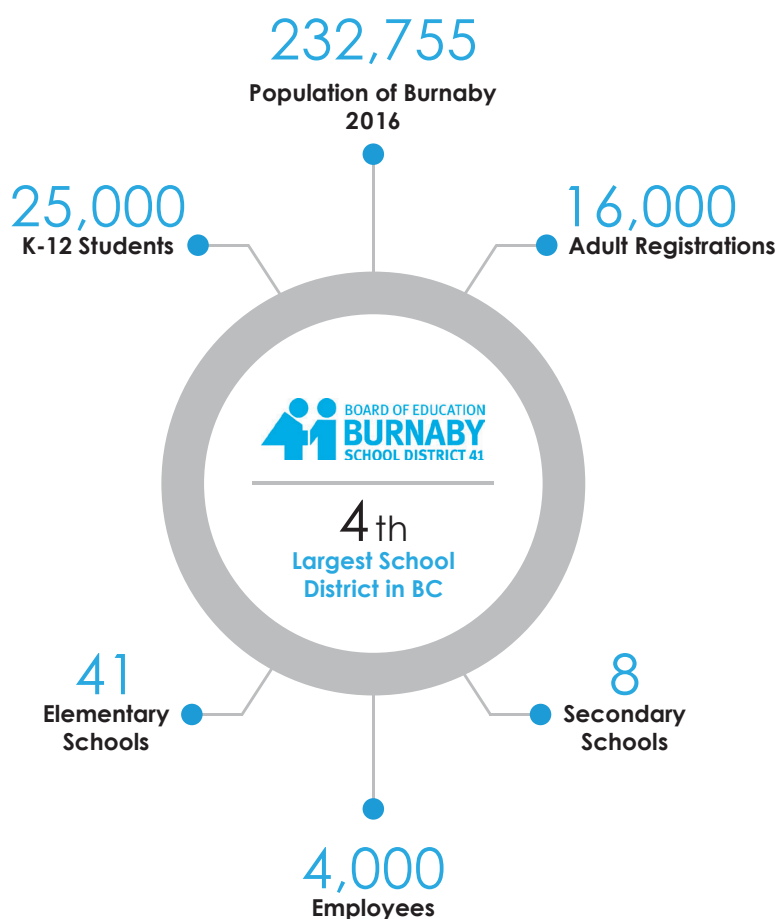 232,755
Population of Burnaby
2016
25,000
K-12 Students
16,000
Adult Registrations
41
BOARD OF EDUCATION
BURNABY
SCHOOL DISTRICT 41
4th
Largest School
District in BC
41
Elementary
Schools
8
Secondary
Schools
4,000
Employees